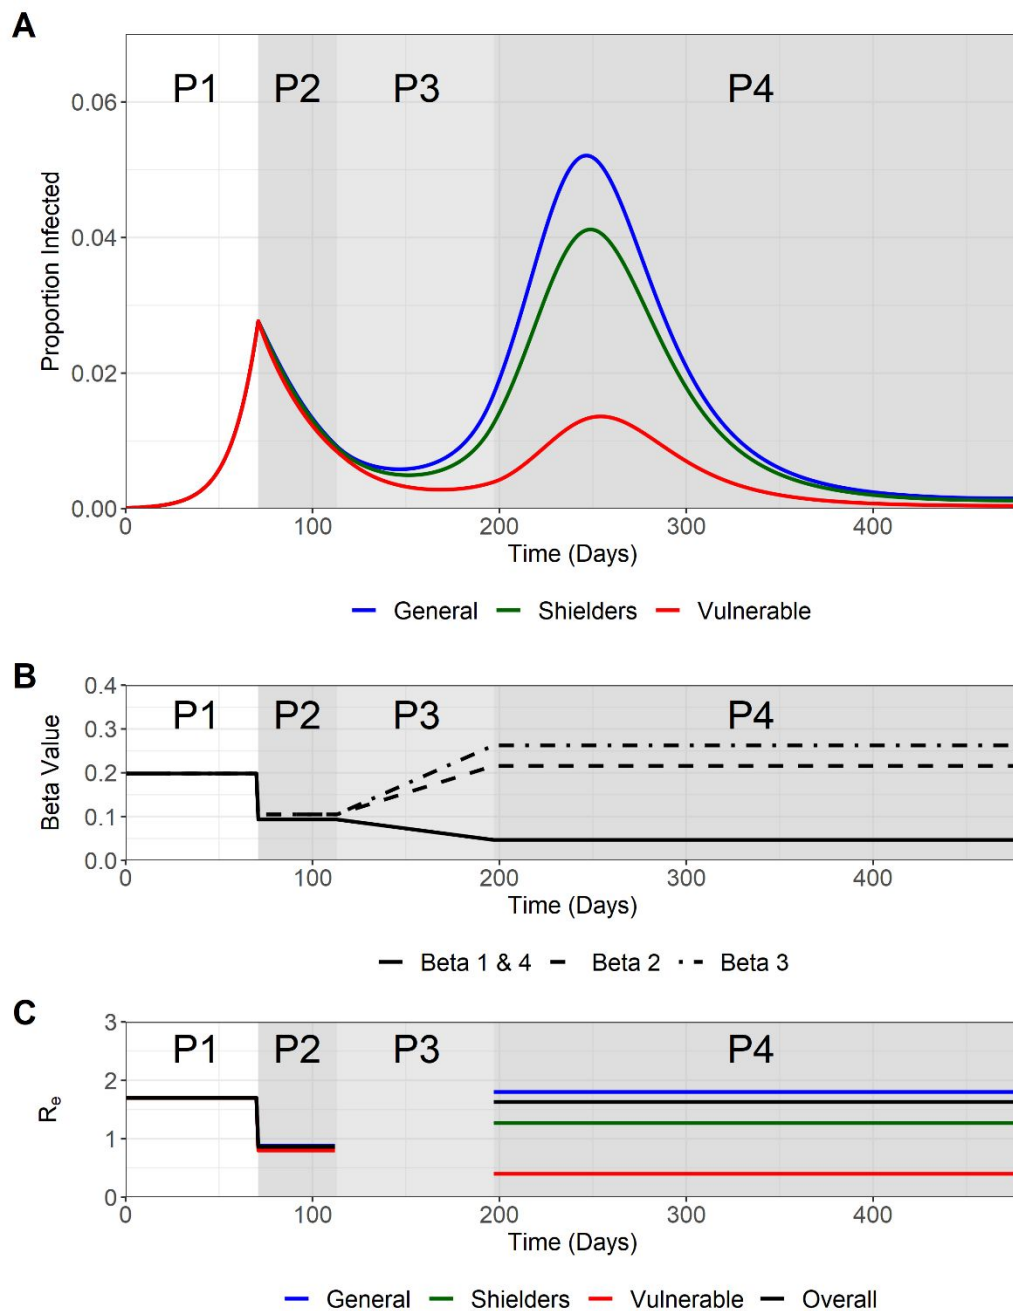 A
P1 P2 P3 P4
0.06
0.04
0.02
0.00
Proportion Infected
0 100 200 300 400
Time (Days)
General Shielders Vulnerable
B
P1 P2 P3 P4
0.4
0.3
0.2
0.1
0.0
Beta Value
0 100 200 300 400
Time (Days)
Beta 1 & 4 Beta 2 Beta 3
C
P1 P2 P3 P4
3
2
1
0
Re
0 100 200 300 400
Time (Days)
General Shielders Vulnerable Overall